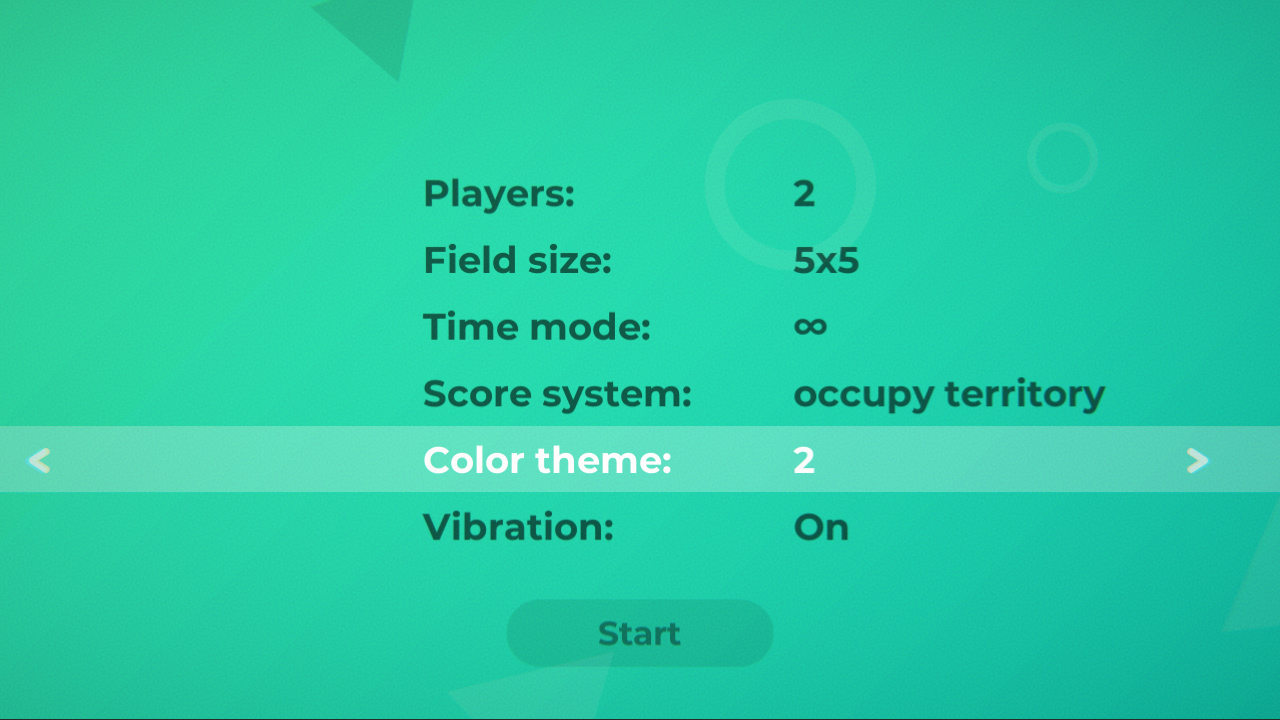 Players: 2
Field size: 5x5
Time mode: ∞
Score system: occupy territory
< Color theme: 2 >
Vibration: On
Start